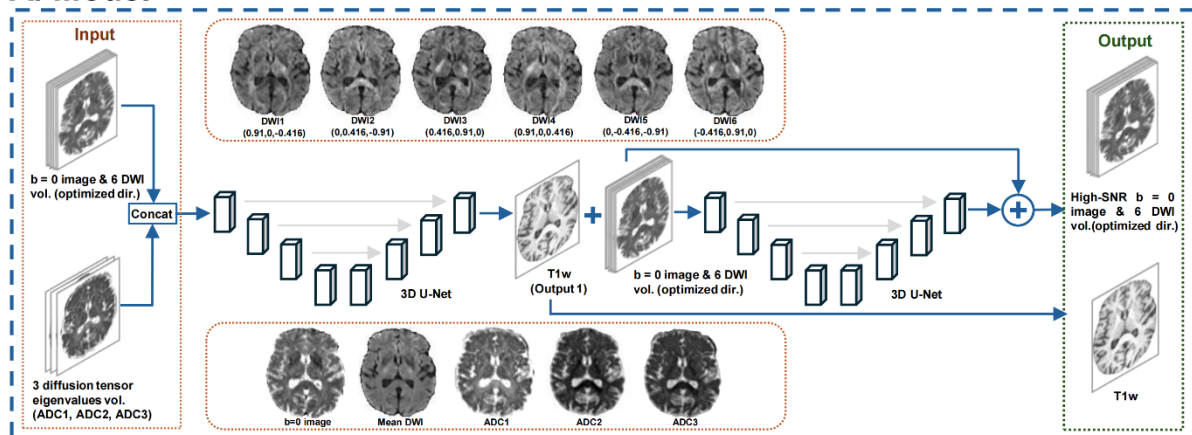 Input
b = 0 image & 6 DWI
vol. (optimized dir.)
Concat
3 diffusion tensor
eigenvalues vol.
(ADC1, ADC2, ADC3)
DWI1
(0.91,0,-0.416)
DWI2
(0,0.416,-0.91)
DWI3
(0.416,0.91,0)
DWI4
(0.91,0,0.416)
DWI5
(0,-0.416,-0.91)
DWI6
(-0.416,0.91,0)
3D U-Net
T1w
(Output 1)
b = 0 image & 6 DWI
vol. (optimized dir.)
3D U-Net
b=0 image
Mean DWI
ADC1
ADC2
ADC3
Output
High-SNR b = 0
image & 6 DWI
vol.(optimized dir.)
T1w